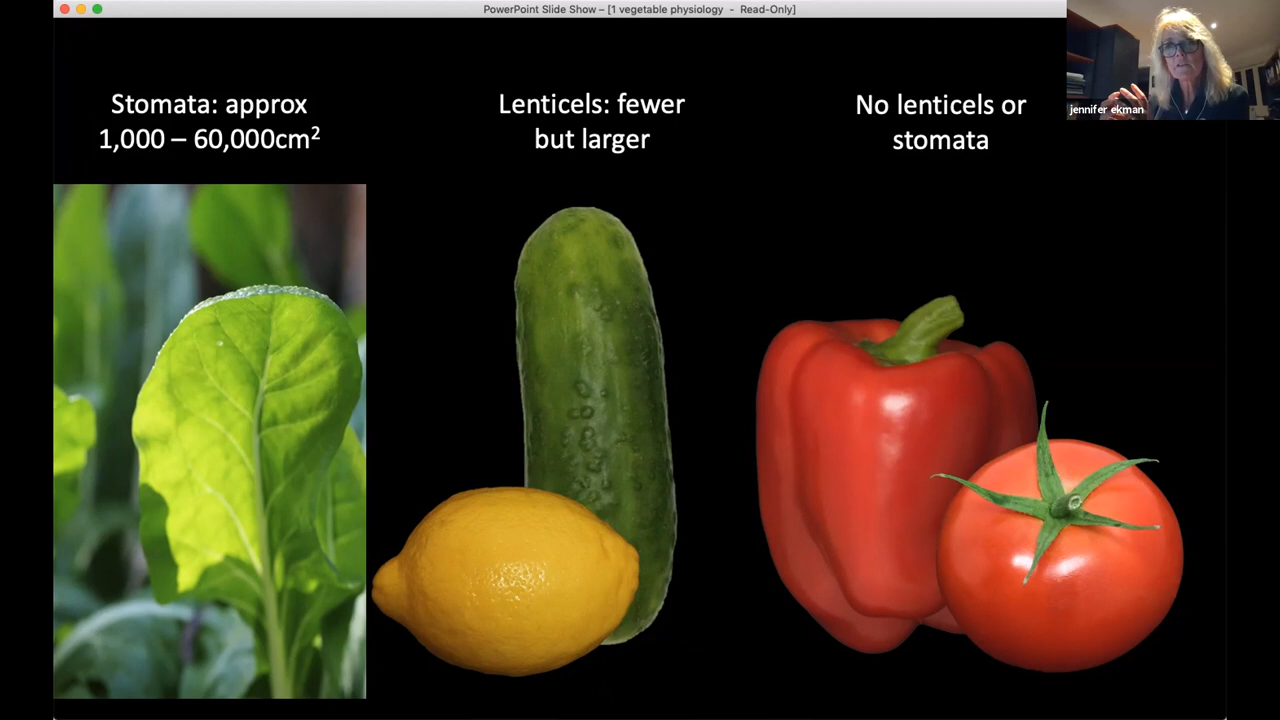 PowerPoint Slide Show – [1 vegetable physiology - Read-Only]
Stomata: approx
1,000 – 60,000cm²
Lenticels: fewer
but larger
No lenticels or
stomata
jennifer ekman